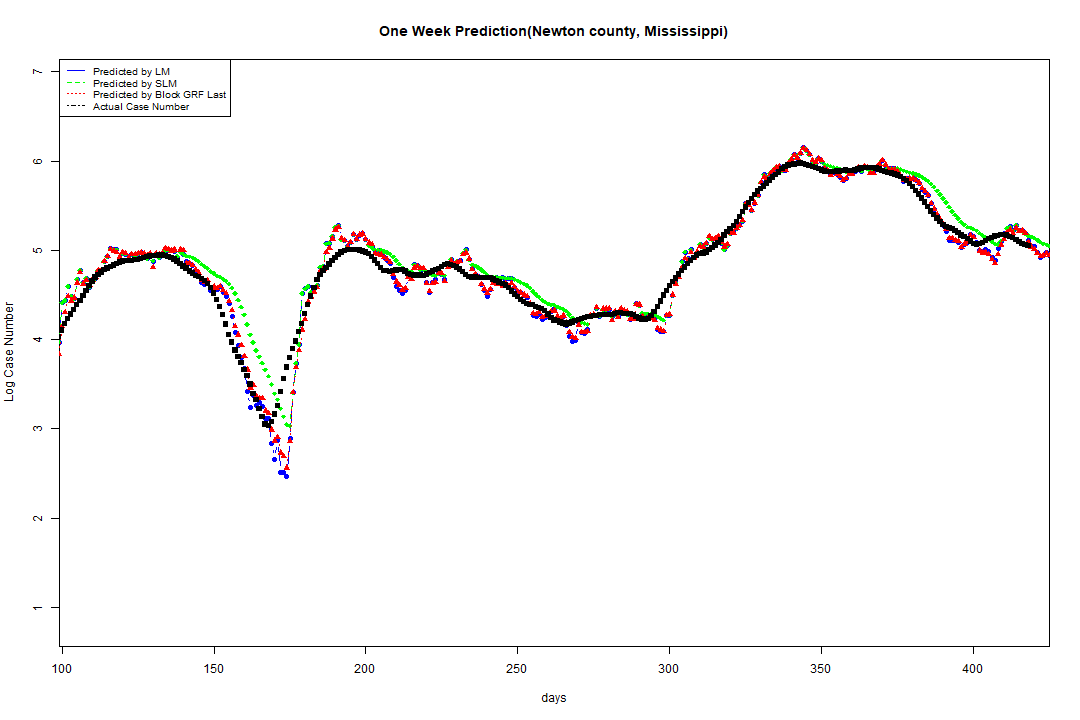 One Week Prediction(Newton county, Mississippi)
Predicted by LM
Predicted by SLM
Predicted by Block GRF Last
Actual Case Number
7
6
5
4
3
2
1
Log Case Number
100 150 200 250 300 350 400
days